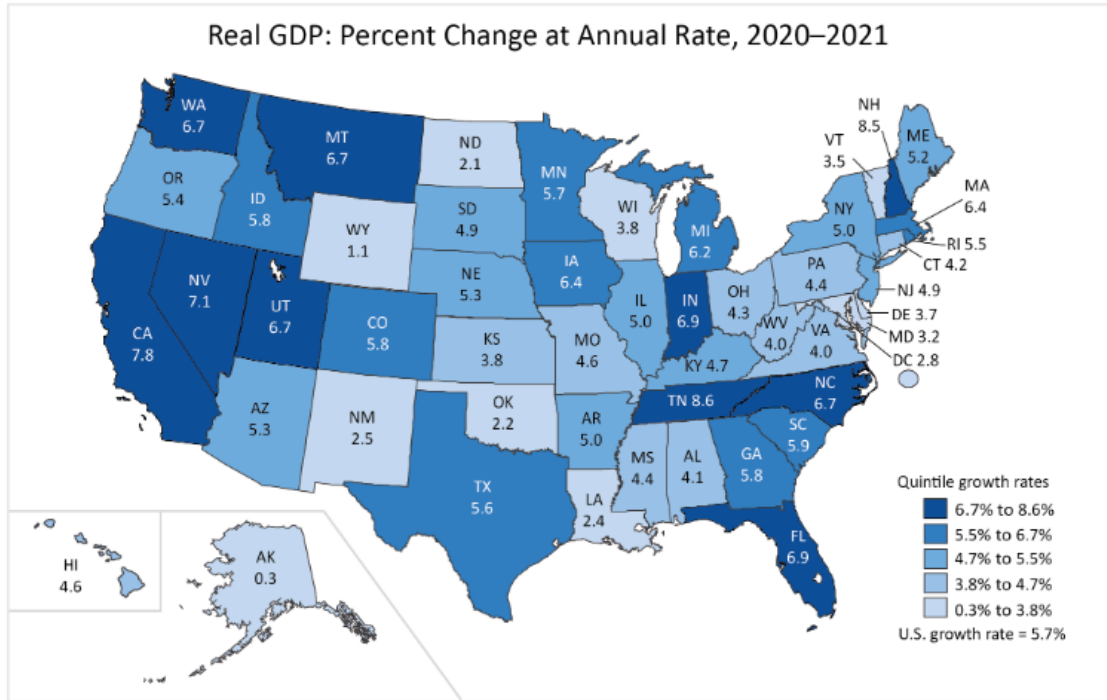 Real GDP: Percent Change at Annual Rate, 2020–2021
WA
6.7
MT
6.7
ND
2.1
MN
5.7
NH
8.5
VT
3.5
ME
5.2
OR
5.4
ID
5.8
WY
1.1
SD
4.9
WI
3.8
MI
6.2
NY
5.0
MA
6.4
RI 5.5
CT 4.2
NV
7.1
UT
6.7
CO
5.8
NE
5.3
IA
6.4
IL
5.0
IN
6.9
OH
4.3
PA
4.4
NJ 4.9
DE 3.7
MD 3.2
DC 2.8
CA
7.8
KS
3.8
MO
4.6
KY 4.7
WV
4.0
VA
4.0
AZ
5.3
NM
2.5
OK
2.2
AR
5.0
TN 8.6
NC
6.7
SC
5.9
TX
5.6
LA
2.4
MS
4.4
AL
4.1
GA
5.8
FL
6.9
HI
4.6
AK
0.3
Quintile growth rates
6.7% to 8.6%
5.5% to 6.7%
4.7% to 5.5%
3.8% to 4.7%
0.3% to 3.8%
U.S. growth rate = 5.7%